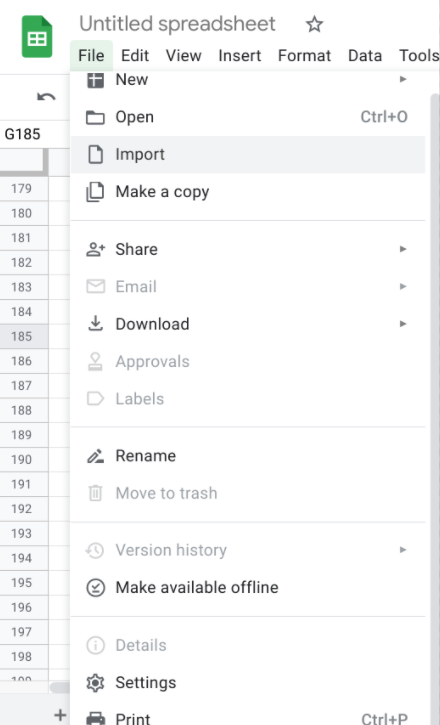 Untitled spreadsheet
File Edit View Insert Format Data Tools
New
Open Ctrl+O
G185
Import
Make a copy
179
180
181
Share
182
183
Email
184
Download
185
186
Approvals
187
188
Labels
189
190
Rename
191
192
Move to trash
193
194
Version history
195
Make available offline
196
197
Details
198
Settings
Print Ctrl+P